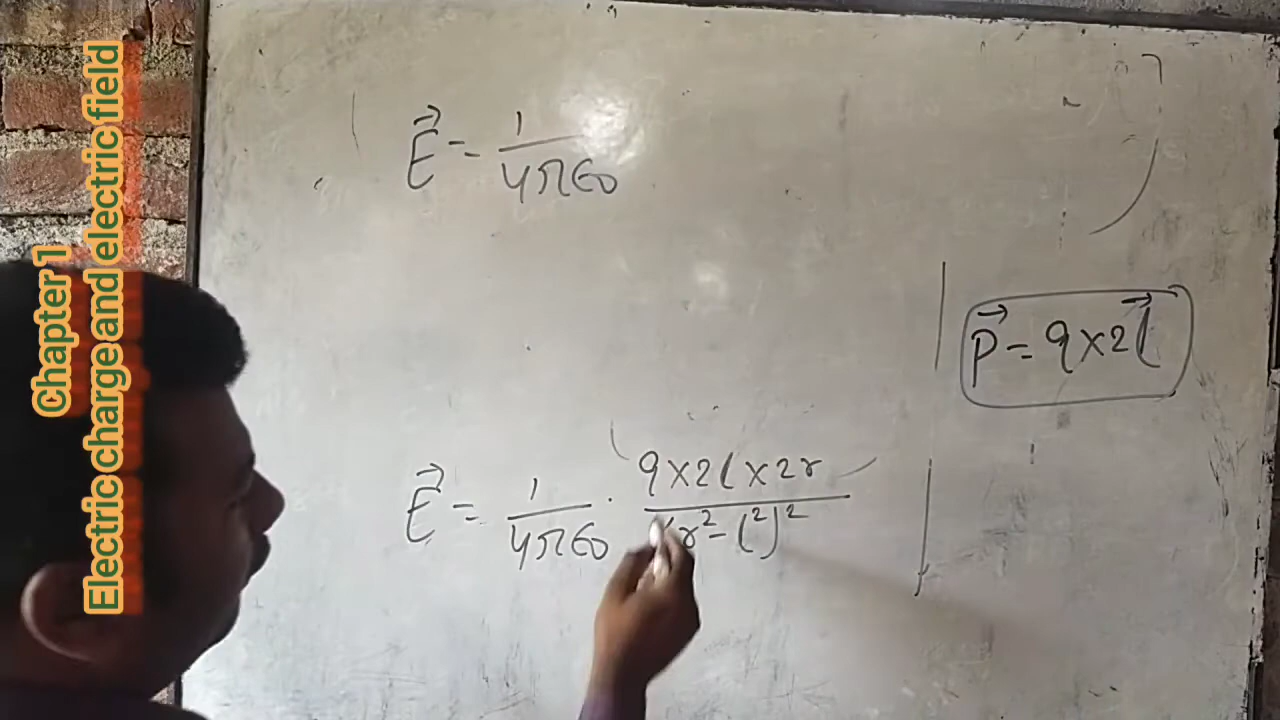 Chapter 1
Electric charge and electric field
E⃗ = 1/4πϵ0
P⃗ = q×2l⃗
E⃗ = 1/4πϵ0 · q×2l×2r/(r²-l²)²